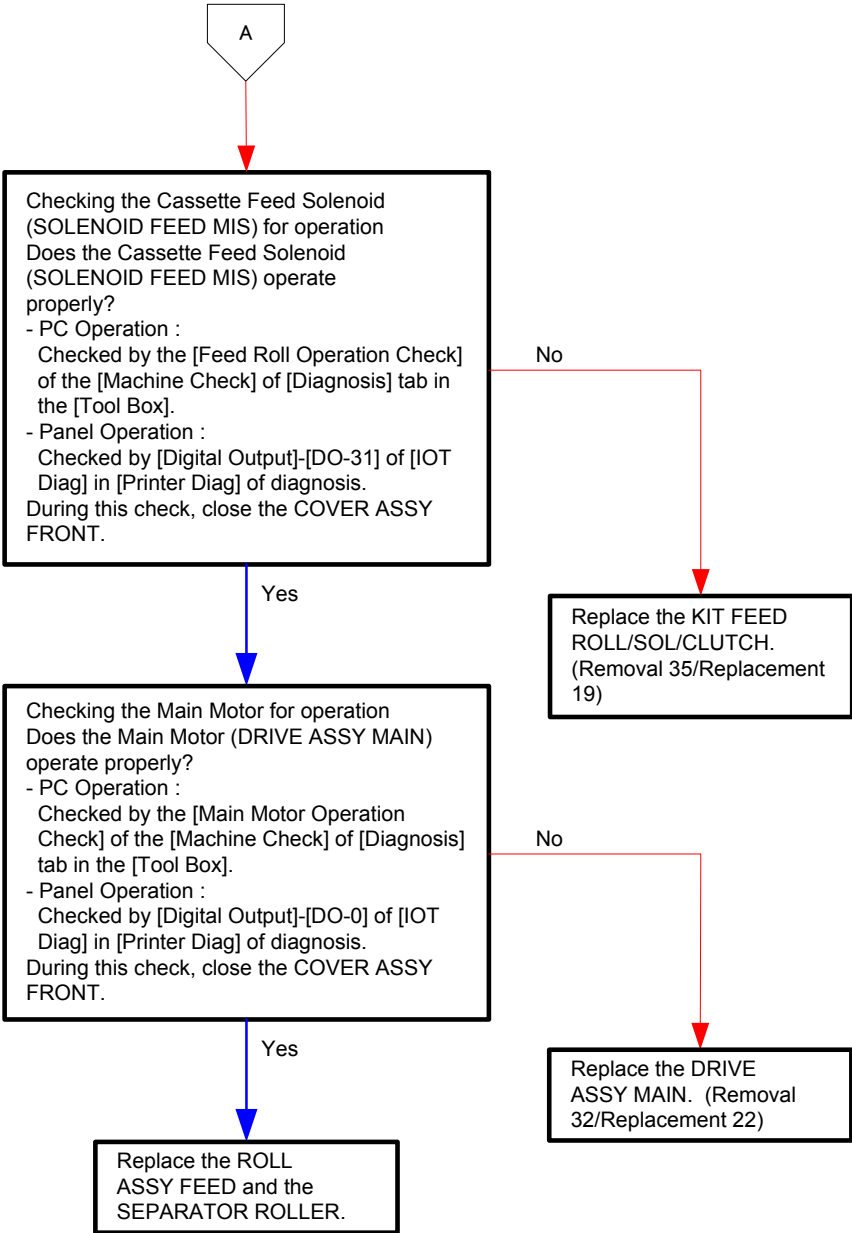 A
Checking the Cassette Feed Solenoid
(SOLENOID FEED MIS) for operation
Does the Cassette Feed Solenoid
(SOLENOID FEED MIS) operate
properly?
- PC Operation :
Checked by the [Feed Roll Operation Check]
of the [Machine Check] of [Diagnosis] tab in
the [Tool Box].
- Panel Operation :
Checked by [Digital Output]-[DO-31] of [IOT
Diag] in [Printer Diag] of diagnosis.
During this check, close the COVER ASSY
FRONT.
No
Yes
Replace the KIT FEED
ROLL/SOL/CLUTCH.
(Removal 35/Replacement
19)
Checking the Main Motor for operation
Does the Main Motor (DRIVE ASSY MAIN)
operate properly?
- PC Operation :
Checked by the [Main Motor Operation
Check] of the [Machine Check] of [Diagnosis]
tab in the [Tool Box].
- Panel Operation :
Checked by [Digital Output]-[DO-0] of [IOT
Diag] in [Printer Diag] of diagnosis.
During this check, close the COVER ASSY
FRONT.
No
Yes
Replace the DRIVE
ASSY MAIN.  (Removal
32/Replacement 22)
Replace the ROLL
ASSY FEED and the
SEPARATOR ROLLER.